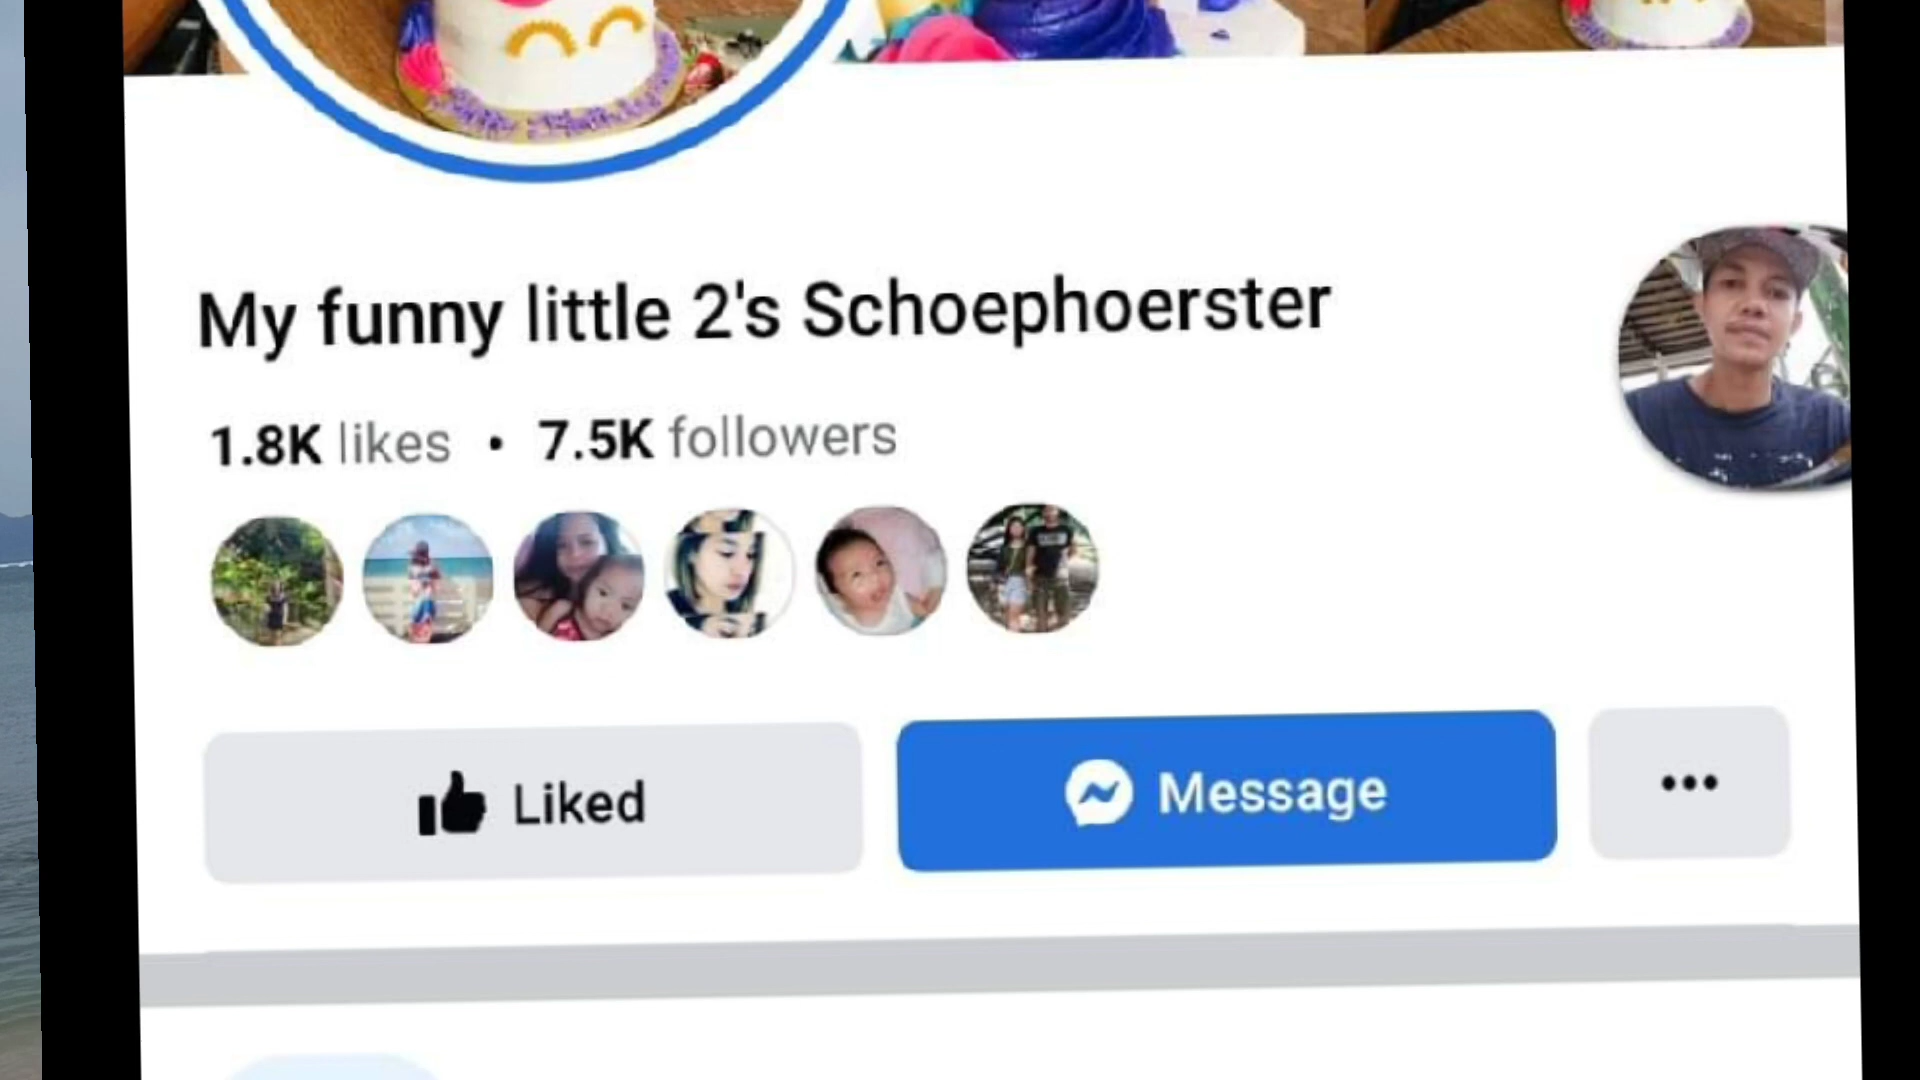 My funny little 2's Schoephoerster
1.8K likes • 7.5K followers
Liked
Message